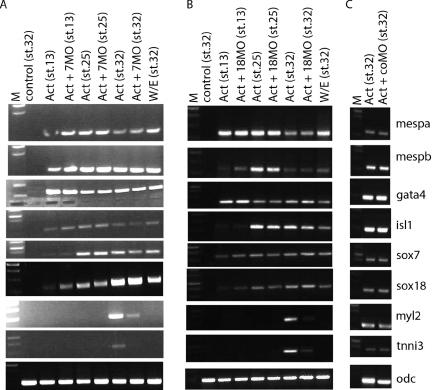 A
B
C
M
control (st.32)
Act (st.13)
Act + 7MO (st.13)
Act (st.25)
Act + 7MO (st.25)
Act (st.32)
Act + 7MO (st.32)
W/E (st.32)
M
control (st.32)
Act (st.13)
Act + 18MO (st.13)
Act (st.25)
Act + 18MO (st.25)
Act (st.32)
Act + 18MO (st.32)
W/E (st.32)
M
Act (st.32)
Act + coMO (st.32)
mespa
mespb
gata4
isl1
sox7
sox18
myl2
tnni3
odc